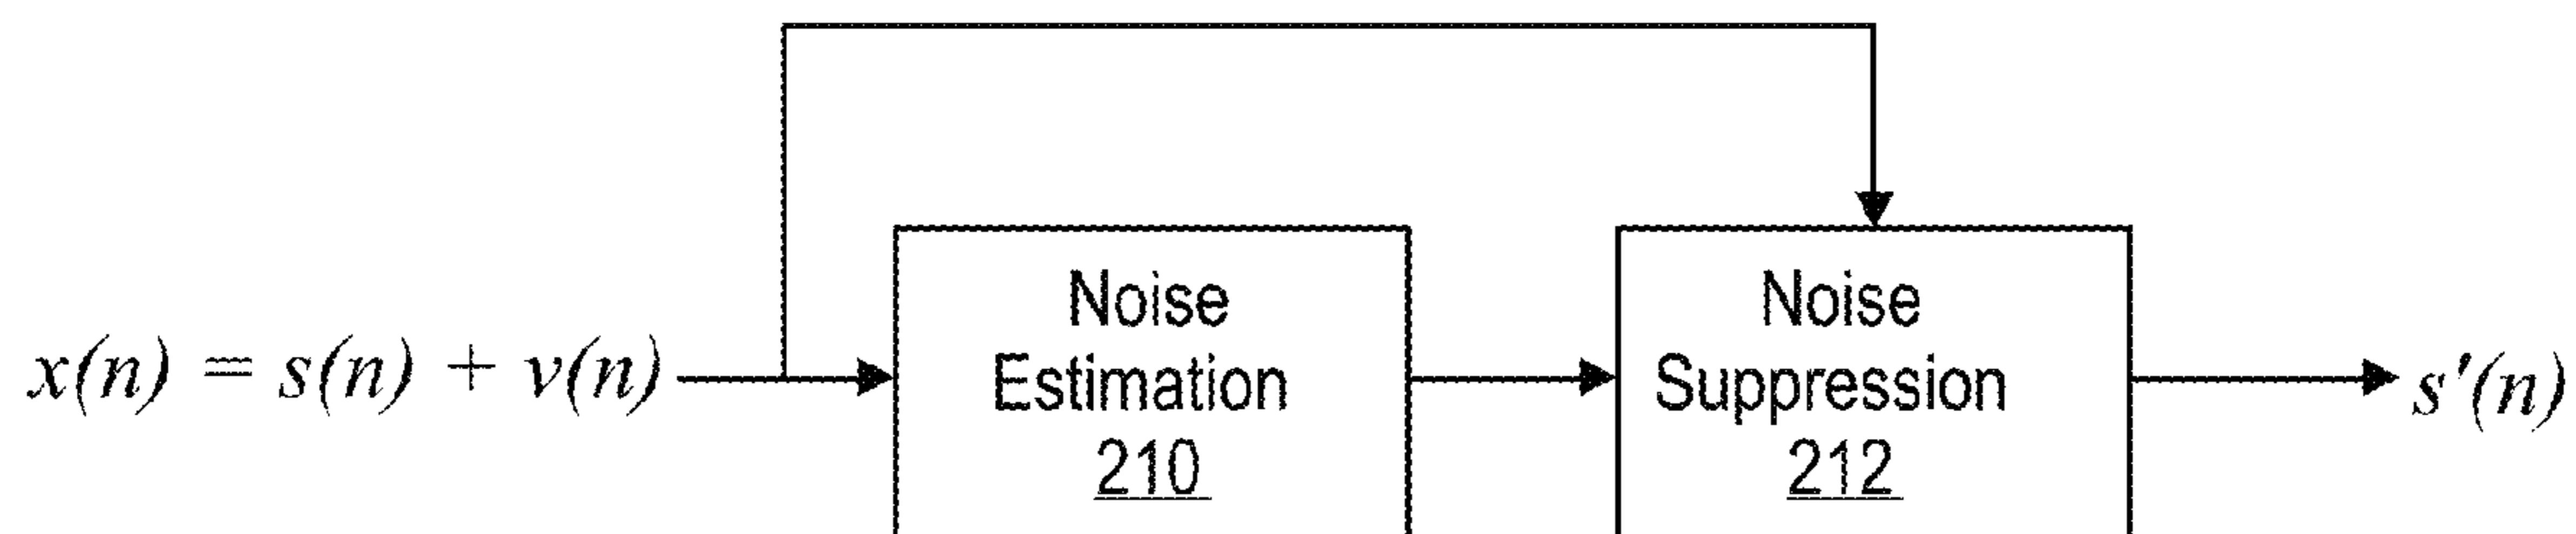 x(n) = s(n) + v(n)
Noise
Estimation
210
Noise
Suppression
212
s'(n)